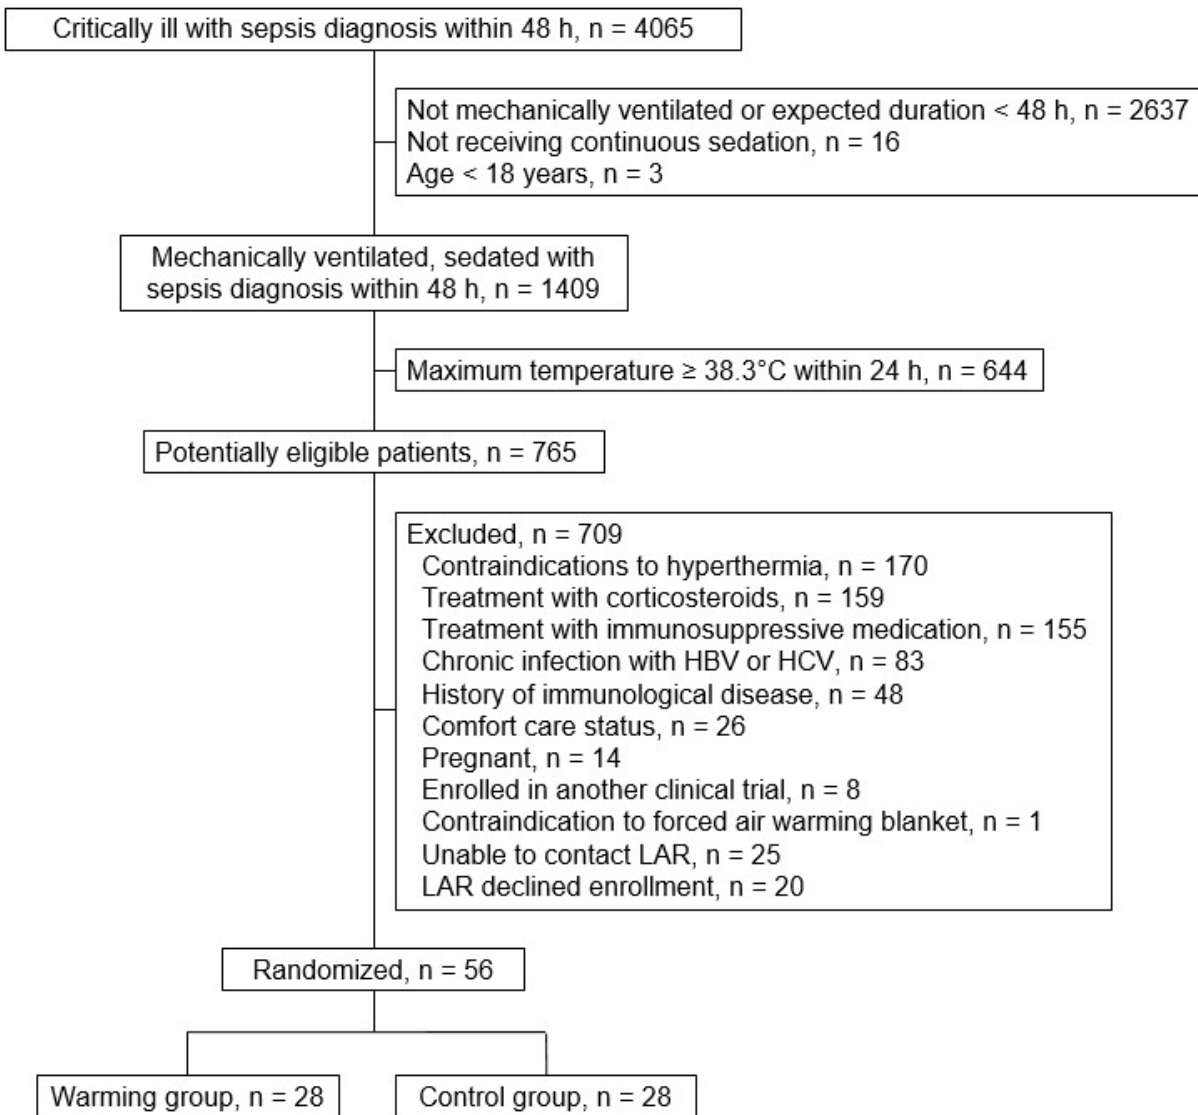 Critically ill with sepsis diagnosis within 48 h, n = 4065
Not mechanically ventilated or expected duration < 48 h, n = 2637
Not receiving continuous sedation, n = 16
Age < 18 years, n = 3
Mechanically ventilated, sedated with
sepsis diagnosis within 48 h, n = 1409
Maximum temperature ≥ 38.3°C within 24 h, n = 644
Potentially eligible patients, n = 765
Excluded, n = 709
Contraindications to hyperthermia, n = 170
Treatment with corticosteroids, n = 159
Treatment with immunosuppressive medication, n = 155
Chronic infection with HBV or HCV, n = 83
History of immunological disease, n = 48
Comfort care status, n = 26
Pregnant, n = 14
Enrolled in another clinical trial, n = 8
Contraindication to forced air warming blanket, n = 1
Unable to contact LAR, n = 25
LAR declined enrollment, n = 20
Randomized, n = 56
Warming group, n = 28
Control group, n = 28